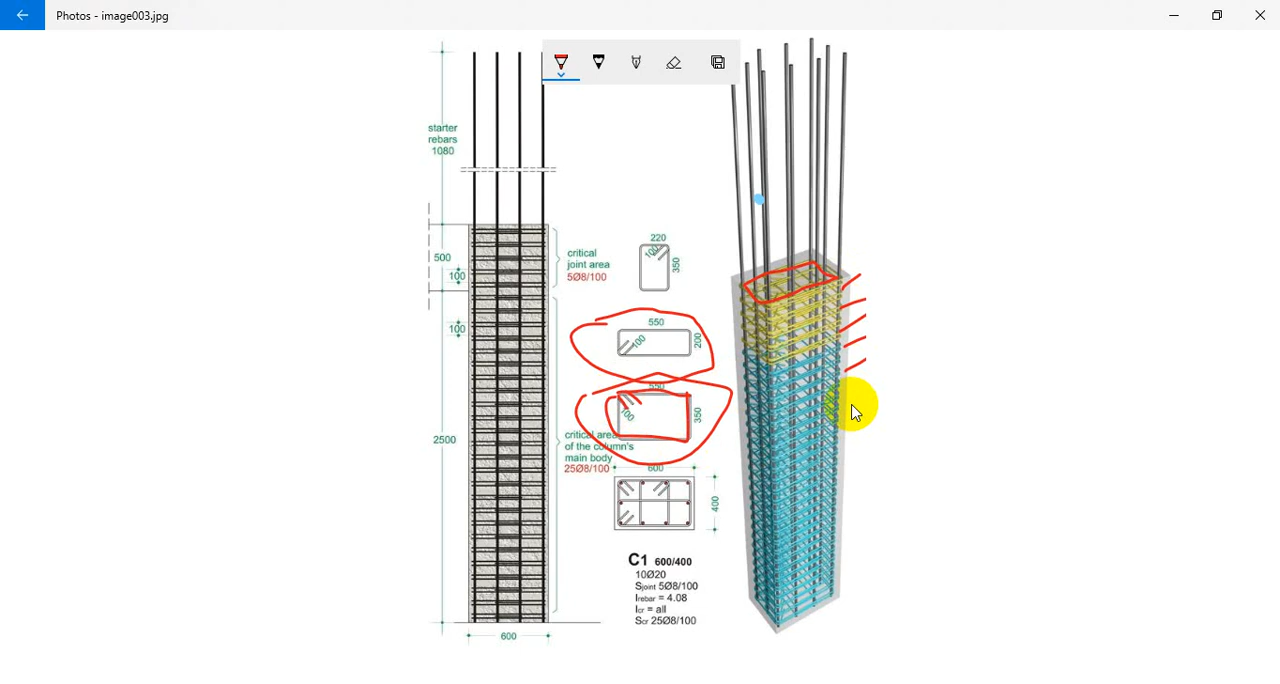 Photos - image003.jpg
starter
rebars
1080
500
100
100
2500
600
critical
joint area
5Ø8/100
220
100
350
550
100
200
550
100
350
critical area
of the column's
main body
25Ø8/100
600
400
C1 600/400
10Ø20
Sjoint 5Ø8/100
lrebar = 4.08
lcr = all
Scr 25Ø8/100